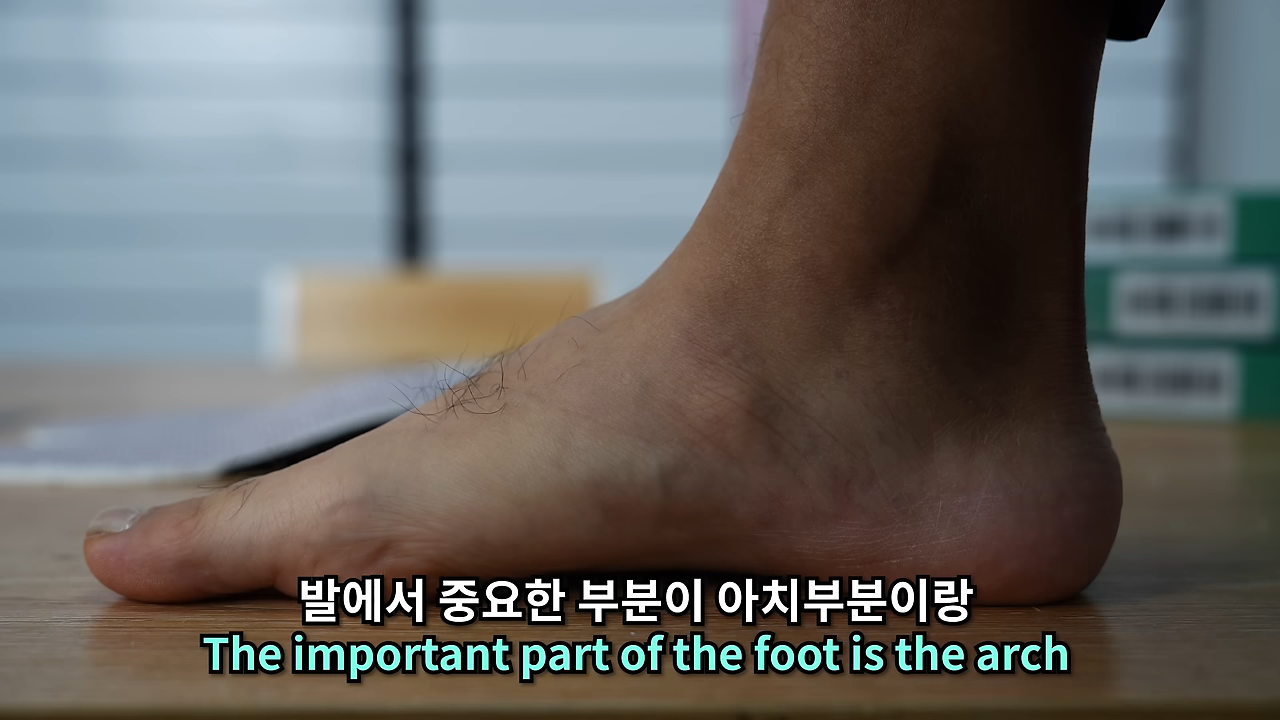 발에서 중요한 부분이 아치부분이랑
The important part of the foot is the arch